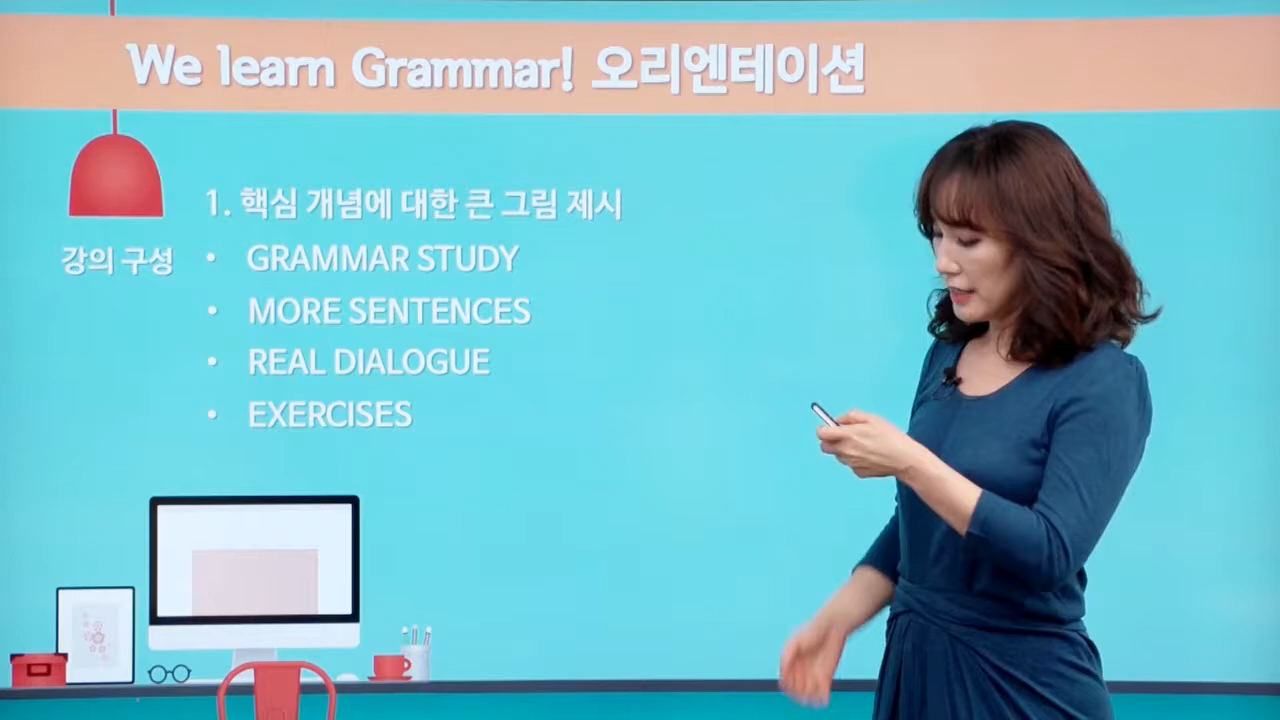 We learn Grammar! 오리엔테이션
강의 구성
1. 핵심 개념에 대한 큰 그림 제시
• GRAMMAR STUDY
• MORE SENTENCES
• REAL DIALOGUE
• EXERCISES